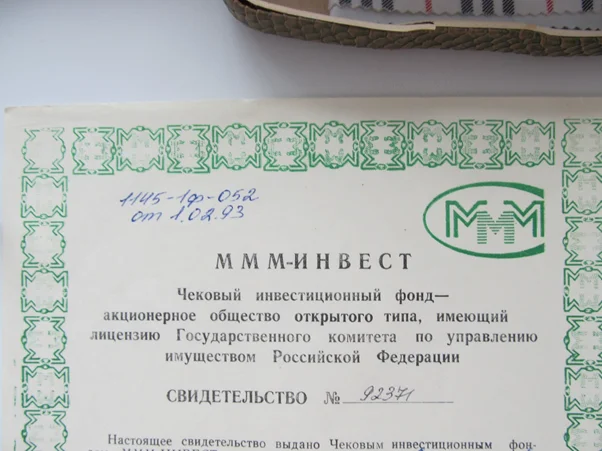 1145-1ф-052
от 1.02.93
МММ
МММ-ИНВЕСТ
Чековый инвестиционный фонд—
акционерное общество открытого типа, имеющий
лицензию Государственного комитета по управлению
имуществом Российской Федерации
СВИДЕТЕЛЬСТВО № 92371
Настоящее свидетельство выдано Чековым инвестиционным фон-